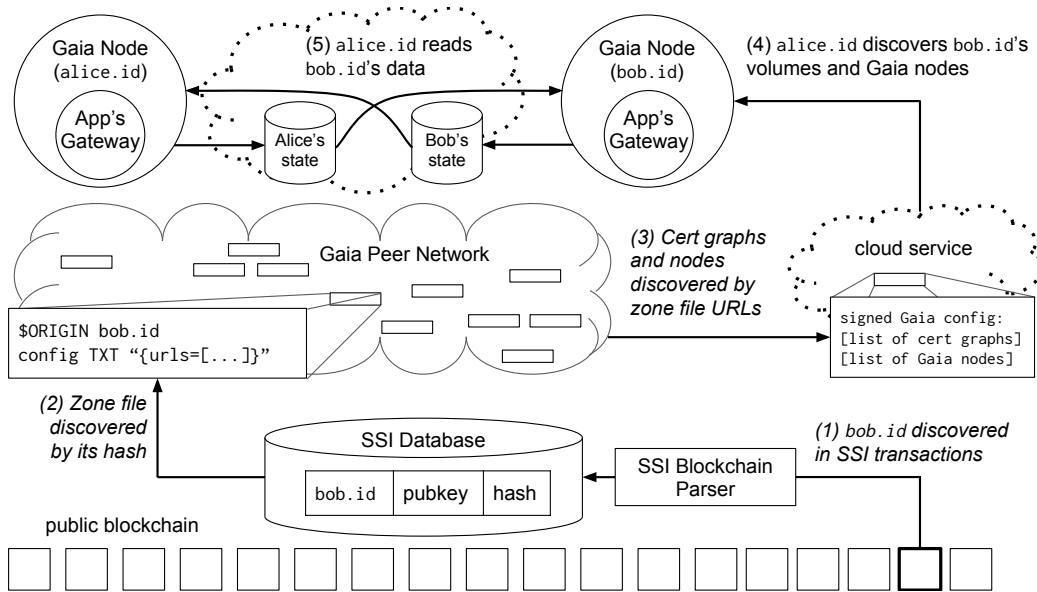 Gaia Node
(alice.id)
App's
Gateway
(5) alice.id reads
bob.id's data
Alice's
state
Bob's
state
Gaia Node
(bob.id)
App's
Gateway
(4) alice.id discovers bob.id's
volumes and Gaia nodes
Gaia Peer Network
(3) Cert graphs
and nodes
discovered by
zone file URLs
cloud service
signed Gaia config:
[list of cert graphs]
[list of Gaia nodes]
$ORIGIN bob.id
config TXT “{urls=[...]}”
(2) Zone file
discovered
by its hash
SSI Database
bob.id pubkey hash
SSI Blockchain
Parser
(1) bob.id discovered
in SSI transactions
public blockchain